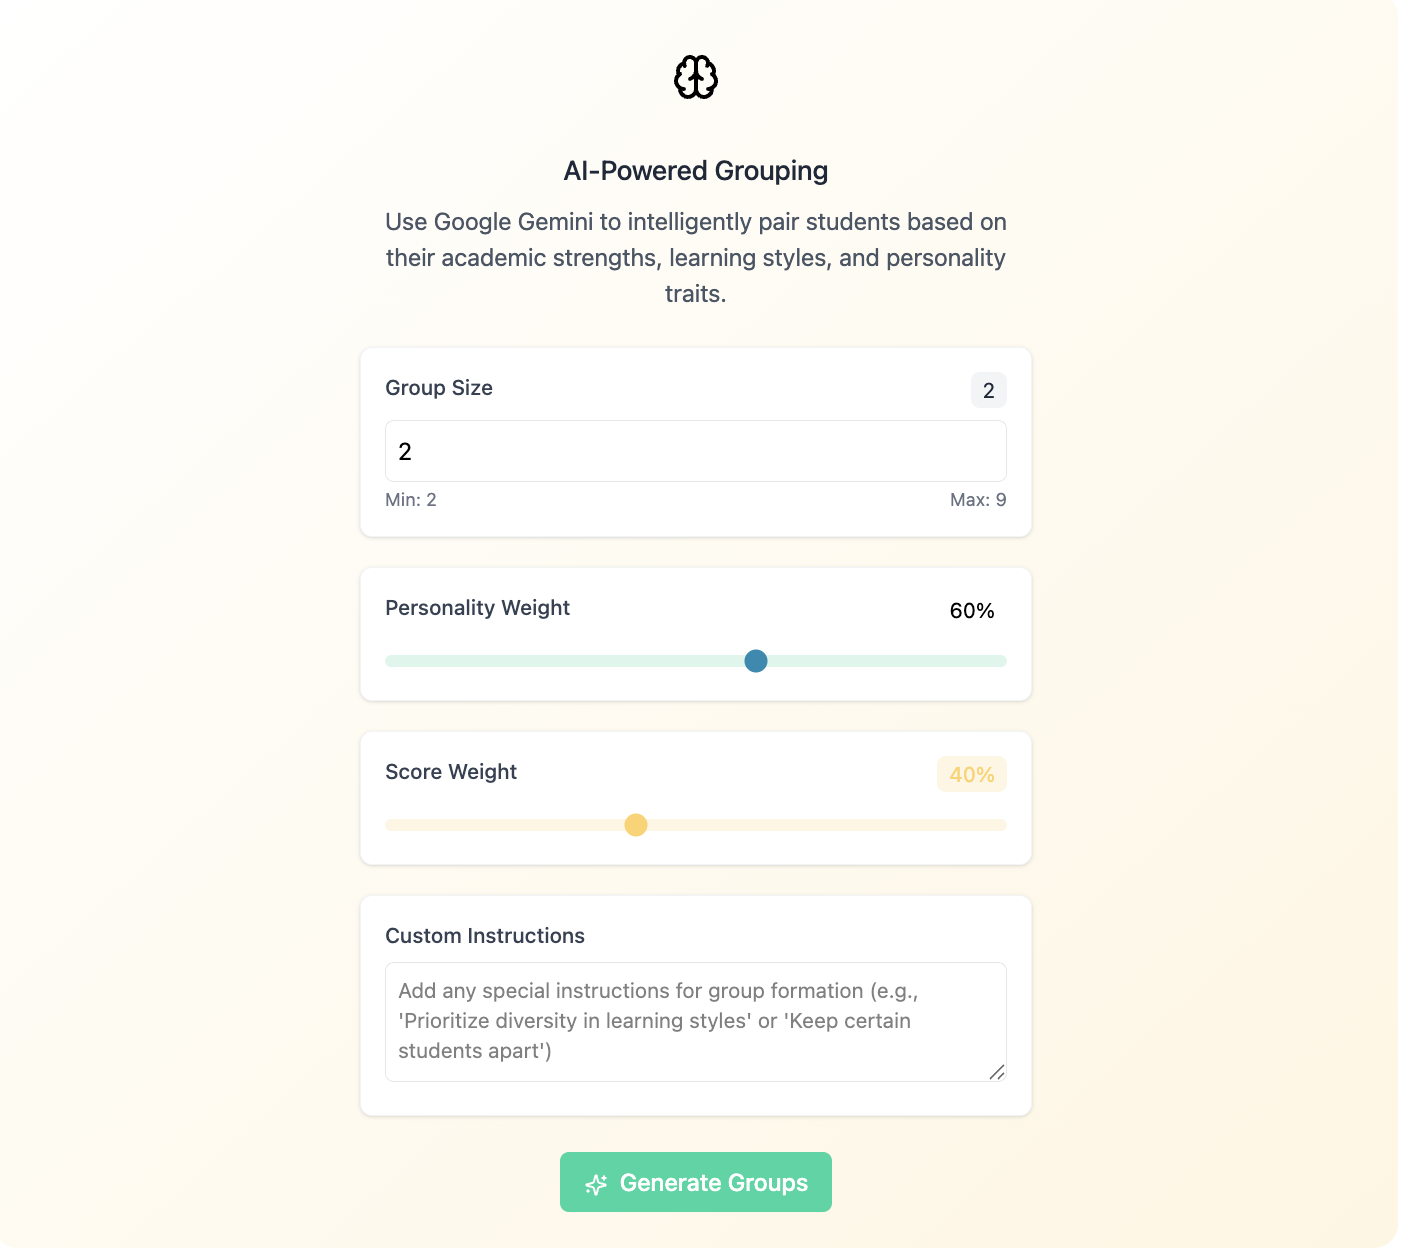 AI-Powered Grouping
Use Google Gemini to intelligently pair students based on
their academic strengths, learning styles, and personality
traits.
Group Size
2
2
Min: 2
Max: 9
Personality Weight
60%
Score Weight
40%
Custom Instructions
Add any special instructions for group formation (e.g.,
'Prioritize diversity in learning styles' or 'Keep certain
students apart')
Generate Groups